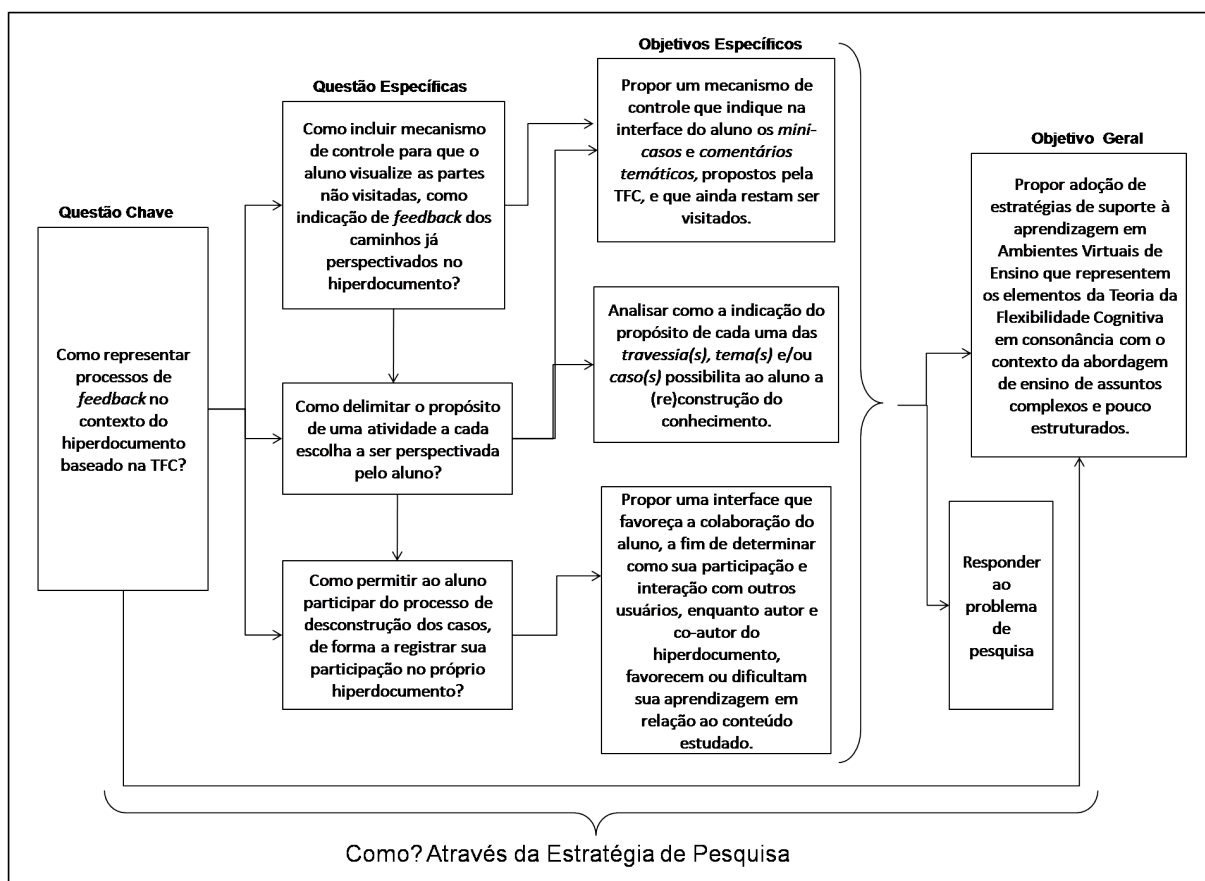 Questão Chave
Como representar
processos de
feedback no
contexto do
hiperdocumento
baseado na TFC?
Questão Específicas
Como incluir mecanismo
de controle para que o
aluno visualize as partes
não visitadas, como
indicação de feedback dos
caminhos já
perspectivados no
hiperdocumento?
Como delimitar o propósito
de uma atividade a cada
escolha a ser perspectivada
pelo aluno?
Como permitir ao aluno
participar do processo de
desconstrução dos casos,
de forma a registrar sua
participação no próprio
hiperdocumento?
Objetivos Específicos
Propor um mecanismo de
controle que indique na
interface do aluno os mini-
casos e comentários
temáticos, propostos pela
TFC, e que ainda restam ser
visitados.
Analisar como a indicação do
propósito de cada uma das
travessia(s), tema(s) e/ou
caso(s) possibilita ao aluno a
(re)construção do
conhecimento.
Propor uma interface que
favoreça a colaboração do
aluno, a fim de determinar
como sua participação e
interação com outros
usuários, enquanto autor e
co-autor do
hiperdocumento,
favorecem ou dificultam
sua aprendizagem em
relação ao conteúdo
estudado.
Objetivo Geral
Propor adoção de
estratégias de suporte à
aprendizagem em
Ambientes Virtuais de
Ensino que representem
os elementos da Teoria da
Flexibilidade Cognitiva
em consonância com o
contexto da abordagem
de ensino de assuntos
complexos e pouco
estruturados.
Responder
ao
problema
de
pesquisa
Como? Através da Estratégia de Pesquisa